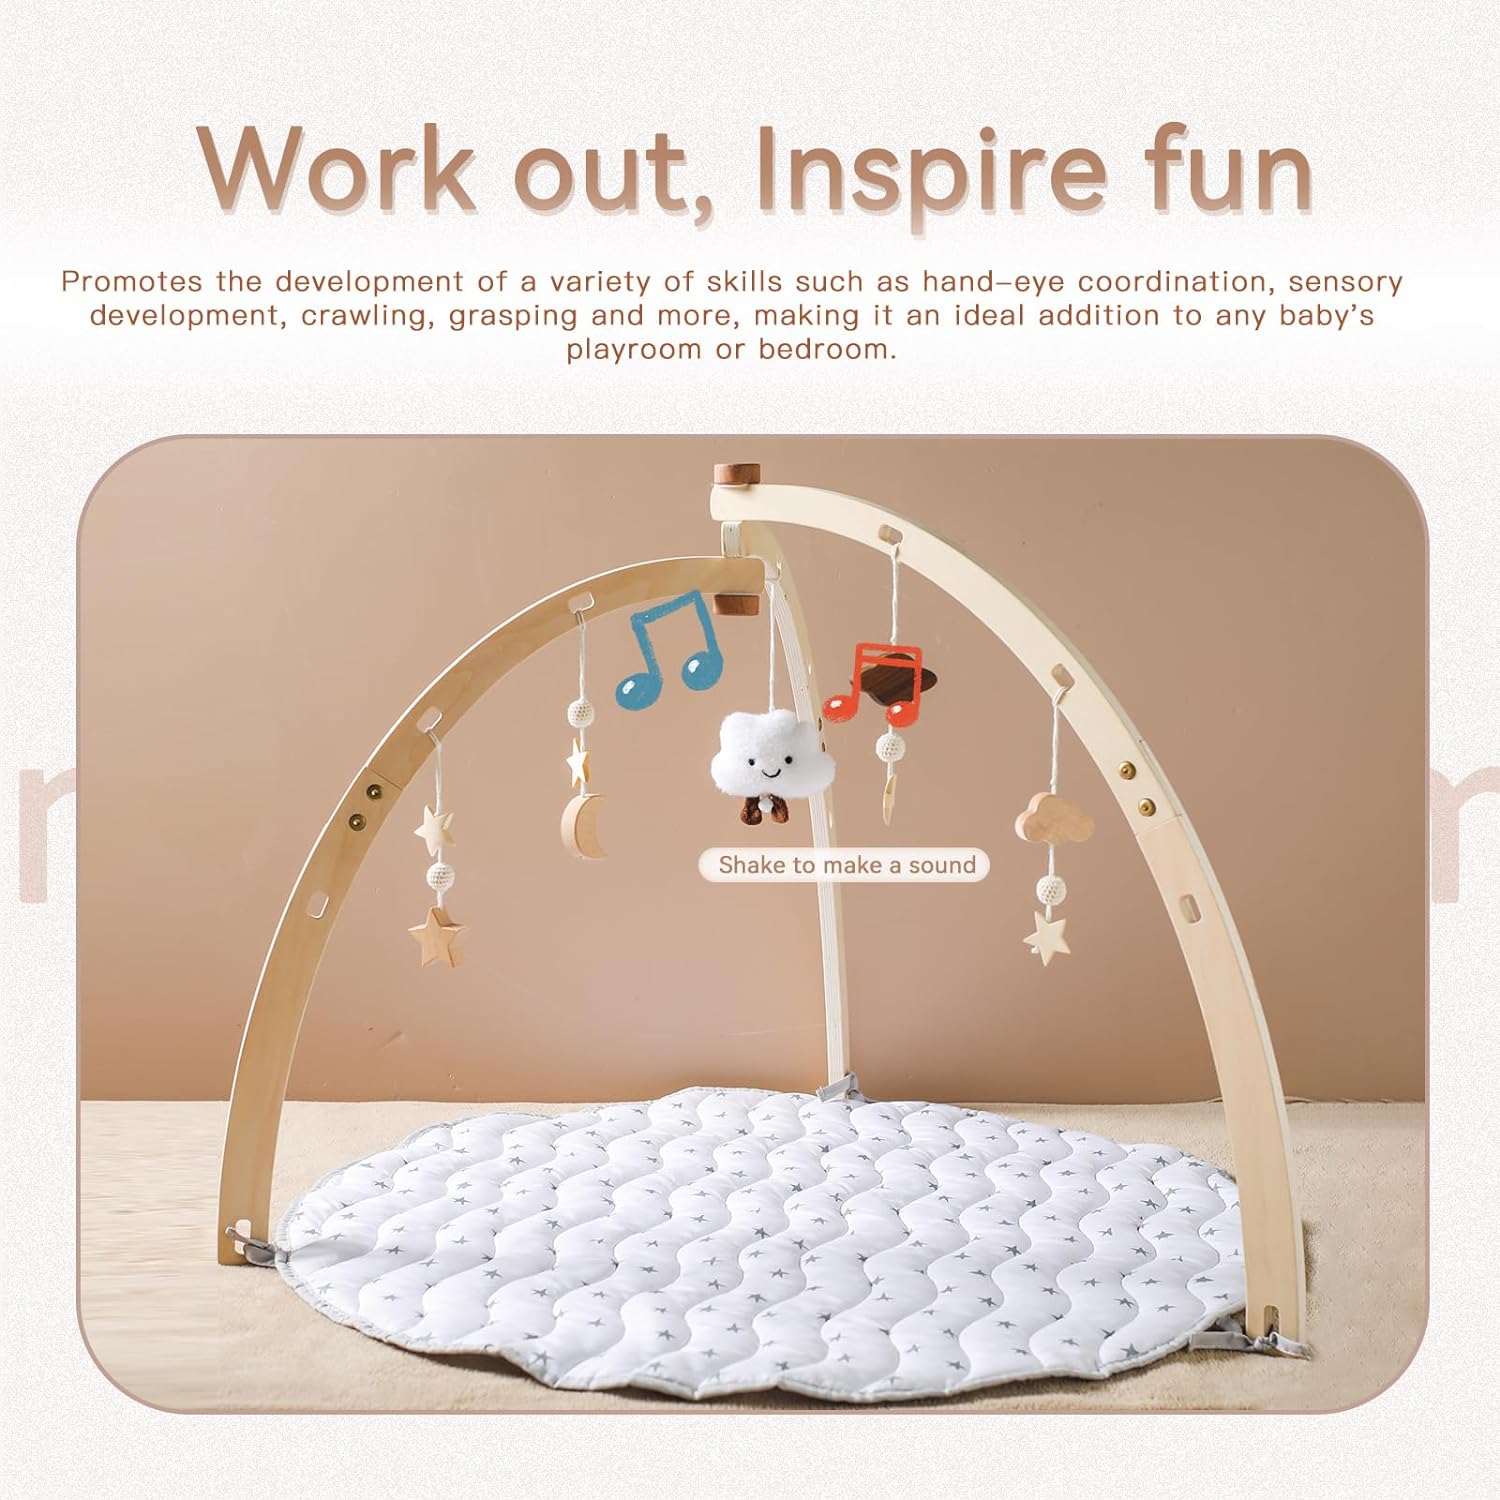 Work out, Inspire fun
Promotes the development of a variety of skills such as hand–eye coordination, sensory
development, crawling, grasping and more, making it an ideal addition to any baby’s
playroom or bedroom.
Shake to make a sound